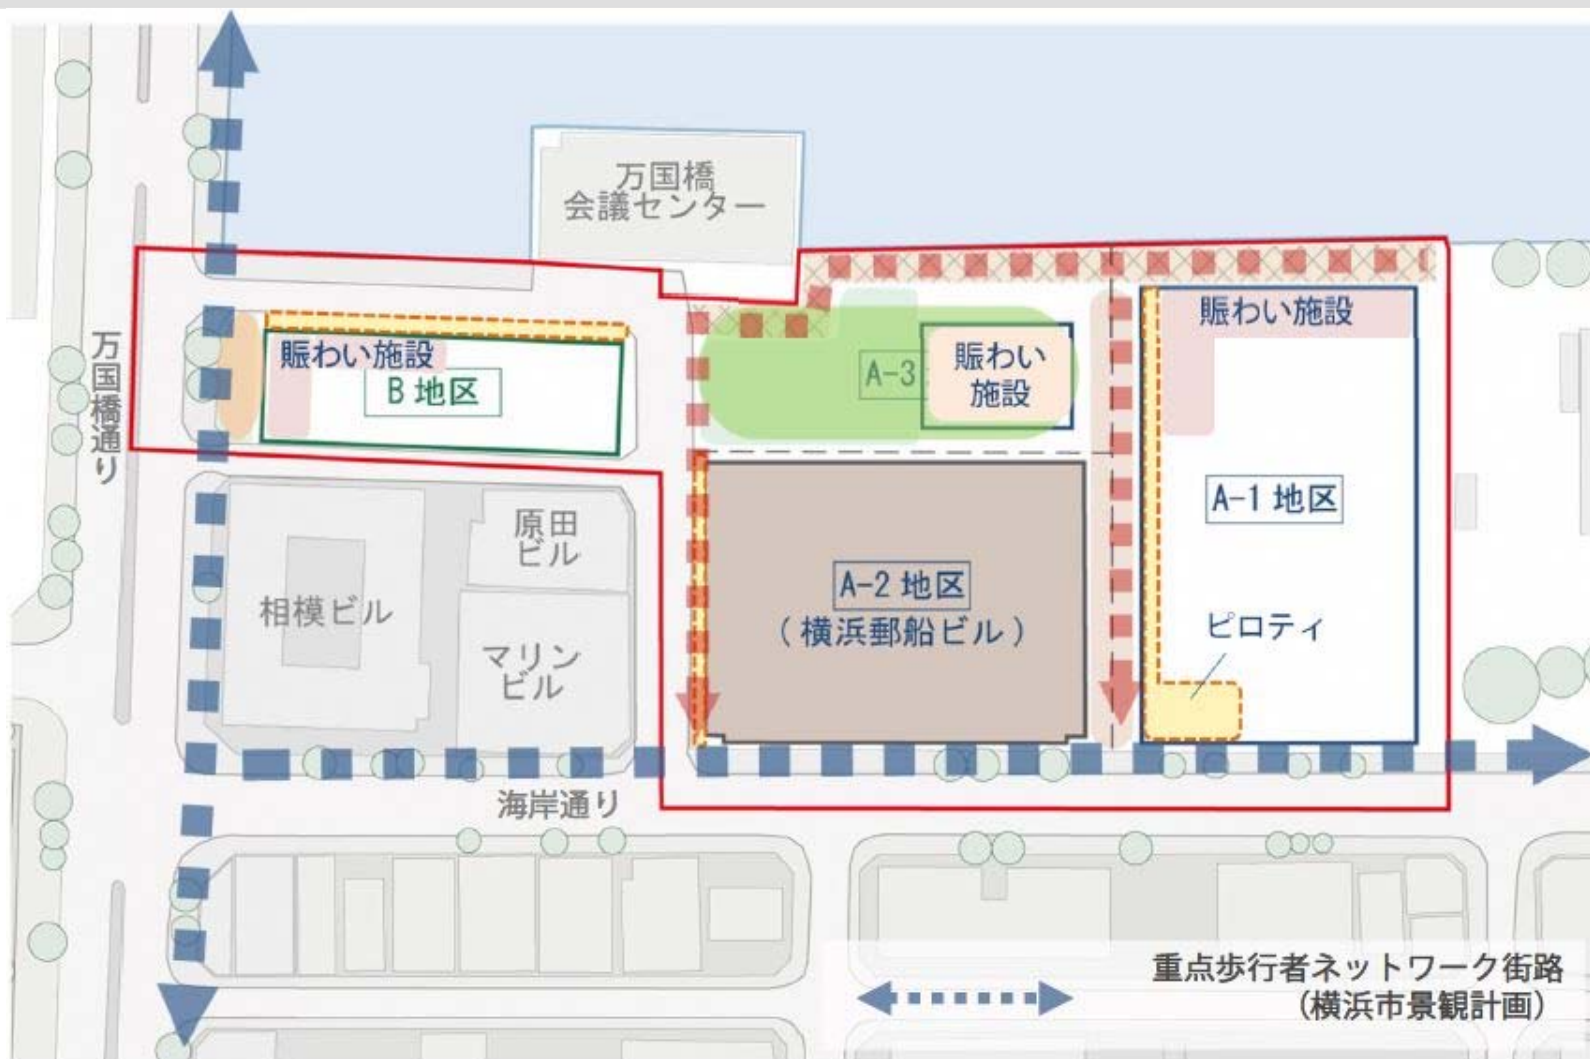 万国橋
会議センター
賑わい施設
賑わい施設
B 地区
A-3
賑わい
施設
万国橋通り
A-1 地区
原田
ビル
相模ビル
マリン
ビル
A-2 地区
(横浜郵船ビル)
ピロティ
海岸通り
重点歩行者ネットワーク街路
(横浜市景観計画)